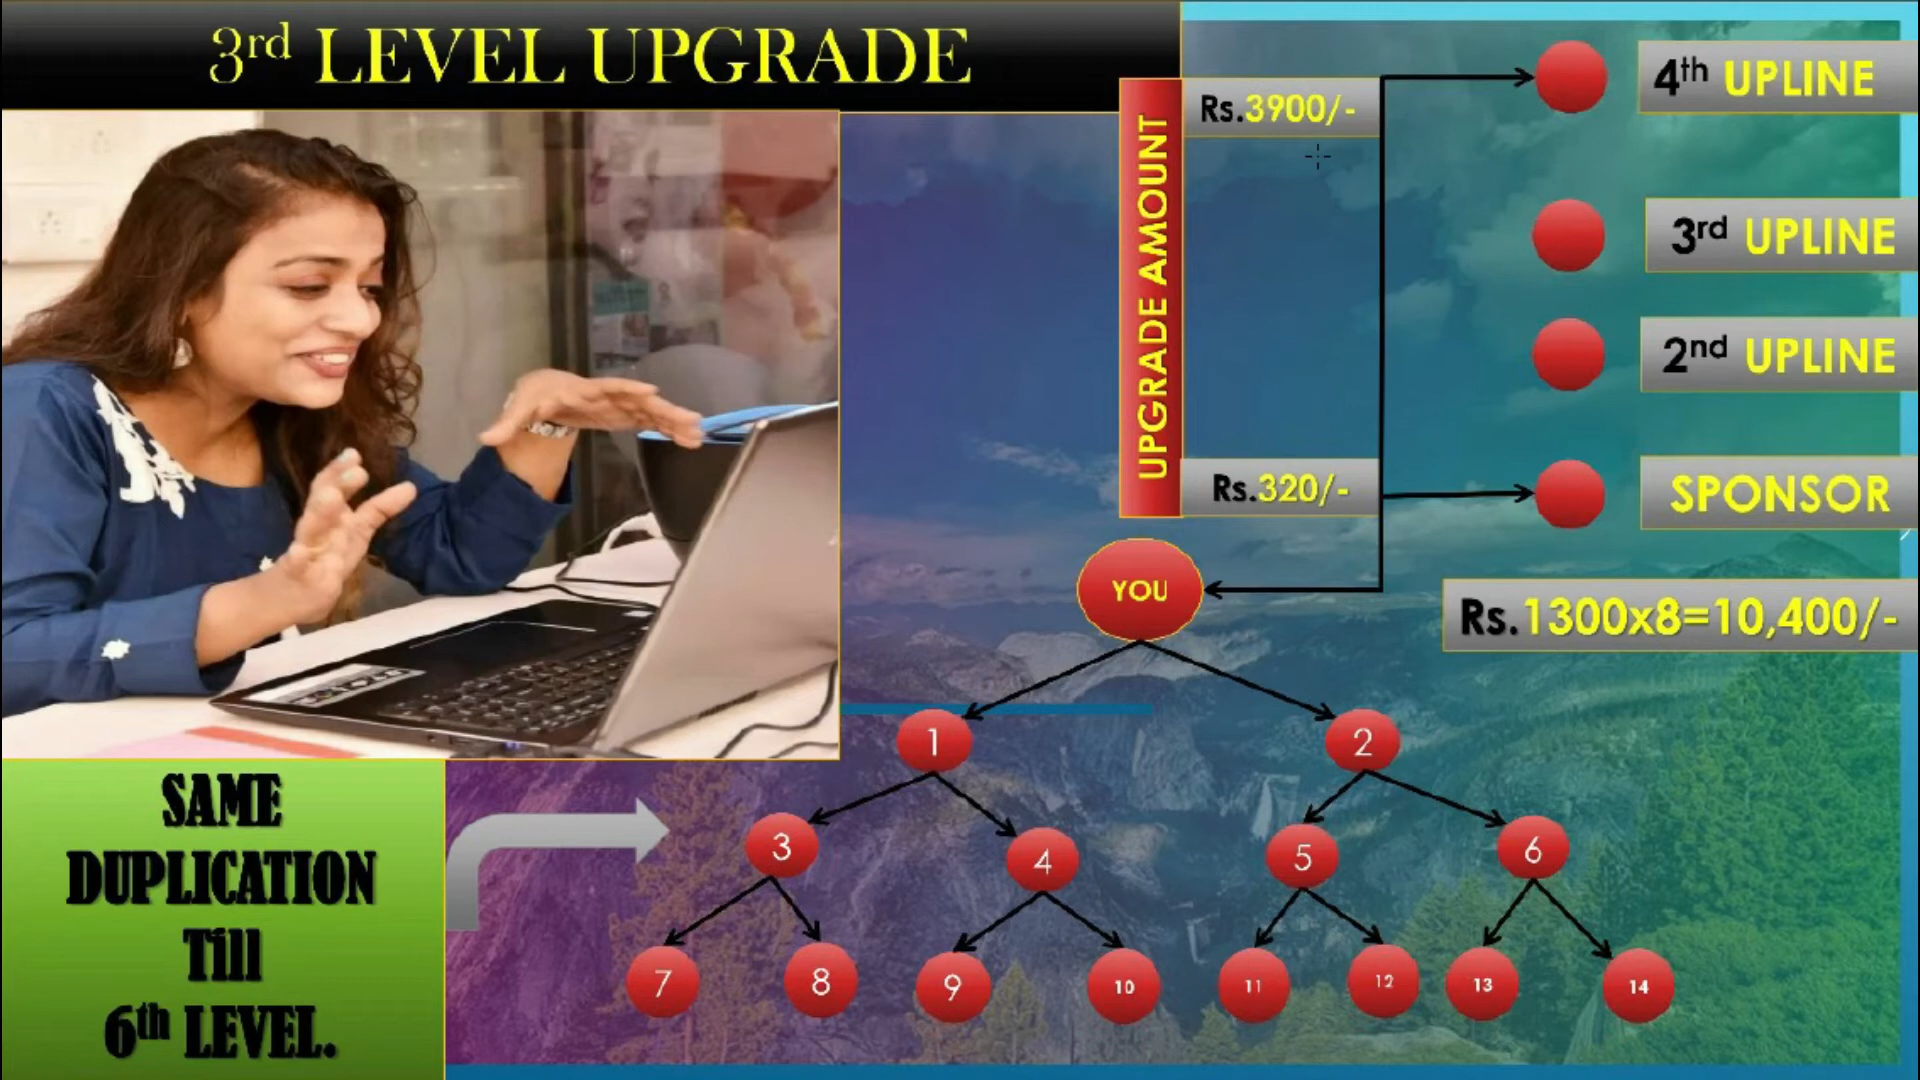 3rd LEVEL UPGRADE
4th UPLINE
Rs.3900/-
UPGRADE AMOUNT
3rd UPLINE
2nd UPLINE
Rs.320/-
SPONSOR
YOU
Rs.1300x8=10,400/-
1
2
3
4
5
6
7
8
9
10
11
12
13
14
SAME
DUPLICATION
Till
6th LEVEL.